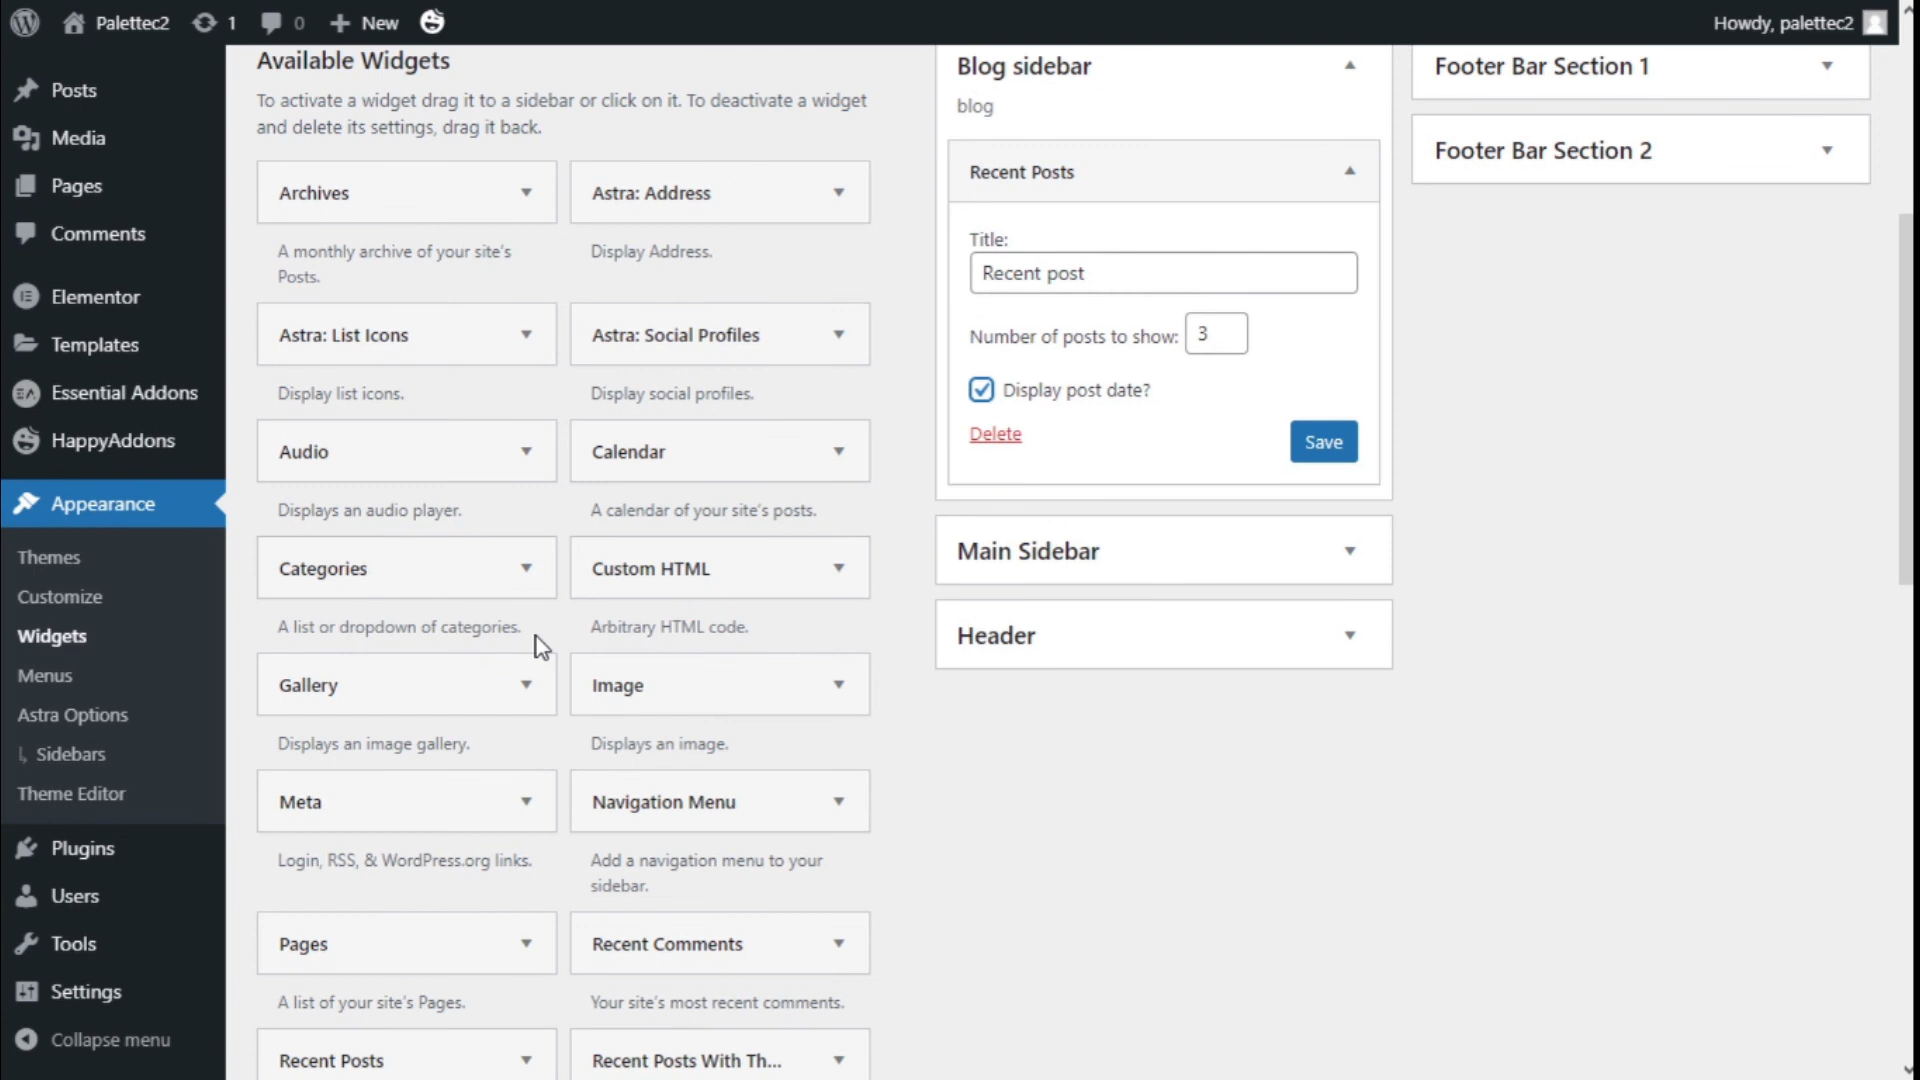 Palettec2
1
0
New
Howdy, palettec2
Posts
Media
Pages
Comments
Elementor
Templates
Essential Addons
HappyAddons
Appearance
Themes
Customize
Widgets
Menus
Astra Options
Sidebars
Theme Editor
Plugins
Users
Tools
Settings
Collapse menu
Available Widgets
To activate a widget drag it to a sidebar or click on it. To deactivate a widget
and delete its settings, drag it back.
Archives
A monthly archive of your site's
Posts.
Astra: Address
Display Address.
Astra: List Icons
Display list icons.
Astra: Social Profiles
Display social profiles.
Audio
Displays an audio player.
Calendar
A calendar of your site's posts.
Categories
A list or dropdown of categories.
Custom HTML
Arbitrary HTML code.
Gallery
Displays an image gallery.
Image
Displays an image.
Meta
Login, RSS, & WordPress.org links.
Navigation Menu
Add a navigation menu to your
sidebar.
Pages
A list of your site's Pages.
Recent Comments
Your site's most recent comments.
Recent Posts
Recent Posts With Th...
Blog sidebar
blog
Recent Posts
Title:
Recent post
Number of posts to show: 3
Display post date?
Delete
Save
Main Sidebar
Header
Footer Bar Section 1
Footer Bar Section 2